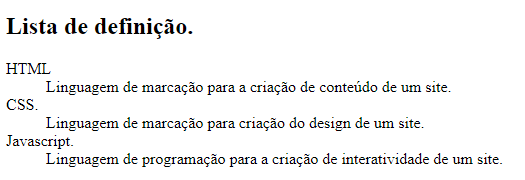 Lista de definição.
HTML
Linguagem de marcação para a criação de conteúdo de um site.
CSS.
Linguagem de marcação para criação do design de um site.
Javascript.
Linguagem de programação para a criação de interatividade de um site.